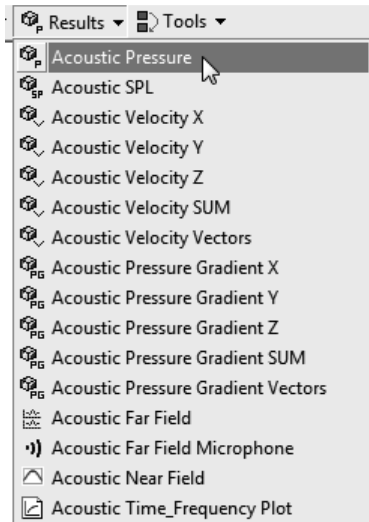 Results Tools
Acoustic Pressure
Acoustic SPL
Acoustic Velocity X
Acoustic Velocity Y
Acoustic Velocity Z
Acoustic Velocity SUM
Acoustic Velocity Vectors
Acoustic Pressure Gradient X
Acoustic Pressure Gradient Y
Acoustic Pressure Gradient Z
Acoustic Pressure Gradient SUM
Acoustic Pressure Gradient Vectors
Acoustic Far Field
Acoustic Far Field Microphone
Acoustic Near Field
Acoustic Time_Frequency Plot